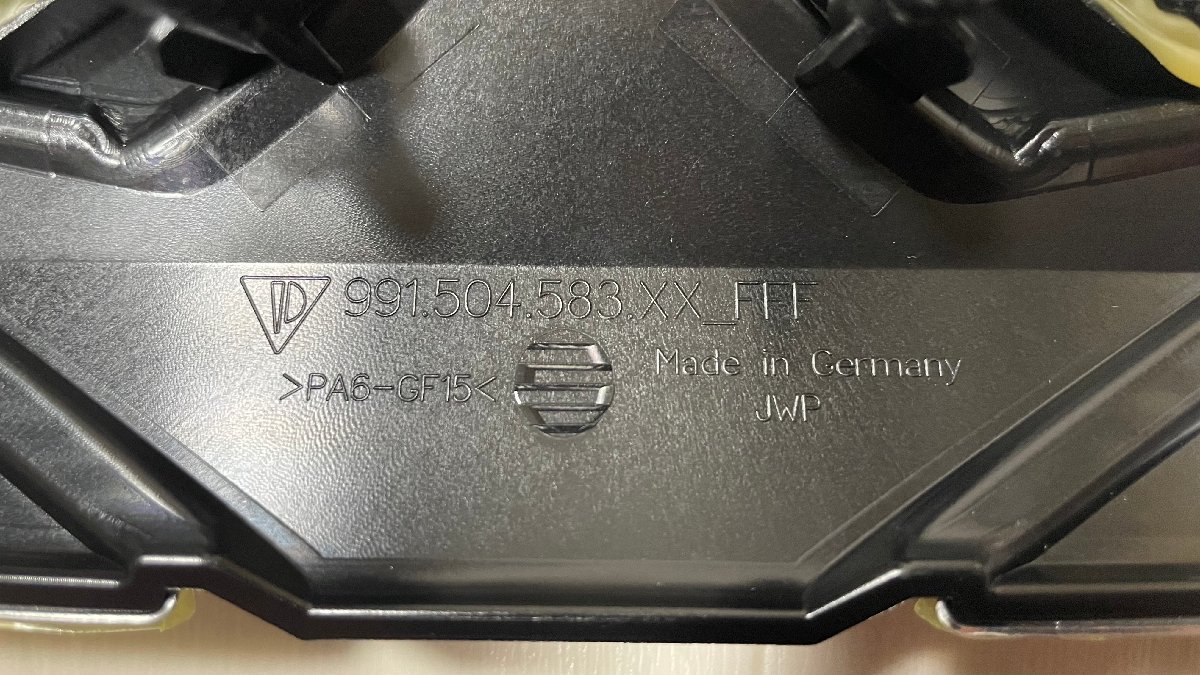 991.504.583.XX_FFF
>PA6-GF15<
Made in Germany
JWP